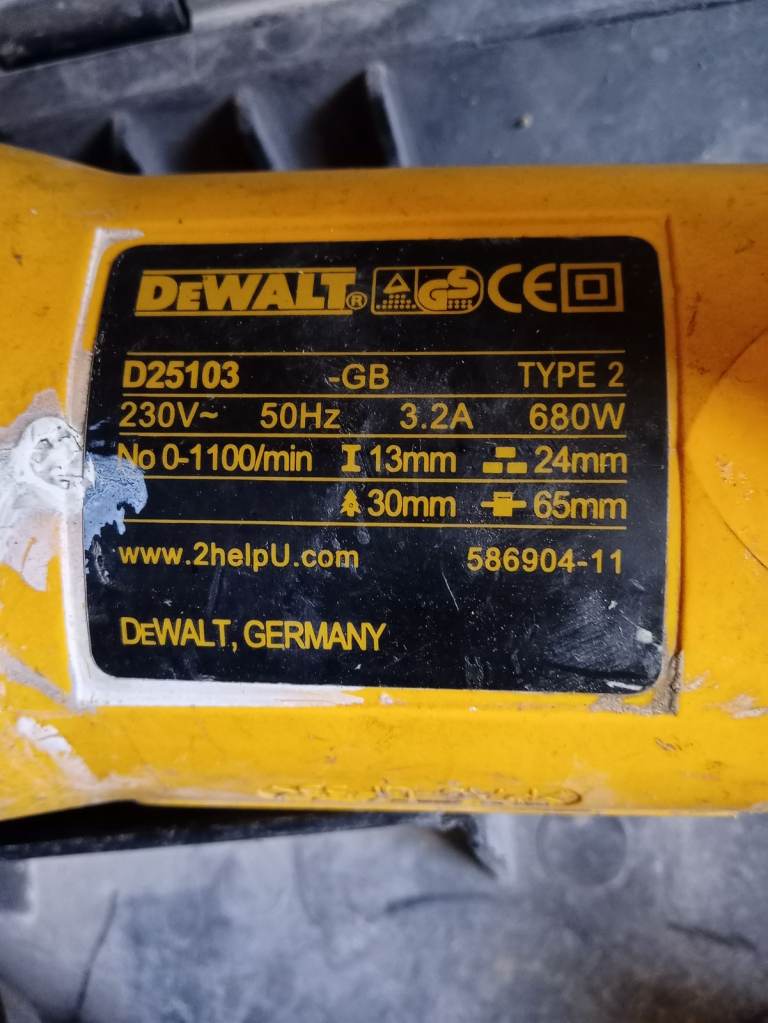 DEWALT® GS CE
D25103 -GB TYPE 2
230V~ 50Hz 3.2A 680W
No 0-1100/min 13mm 24mm
30mm 65mm
www.2helpU.com 586904-11
DEWALT, GERMANY